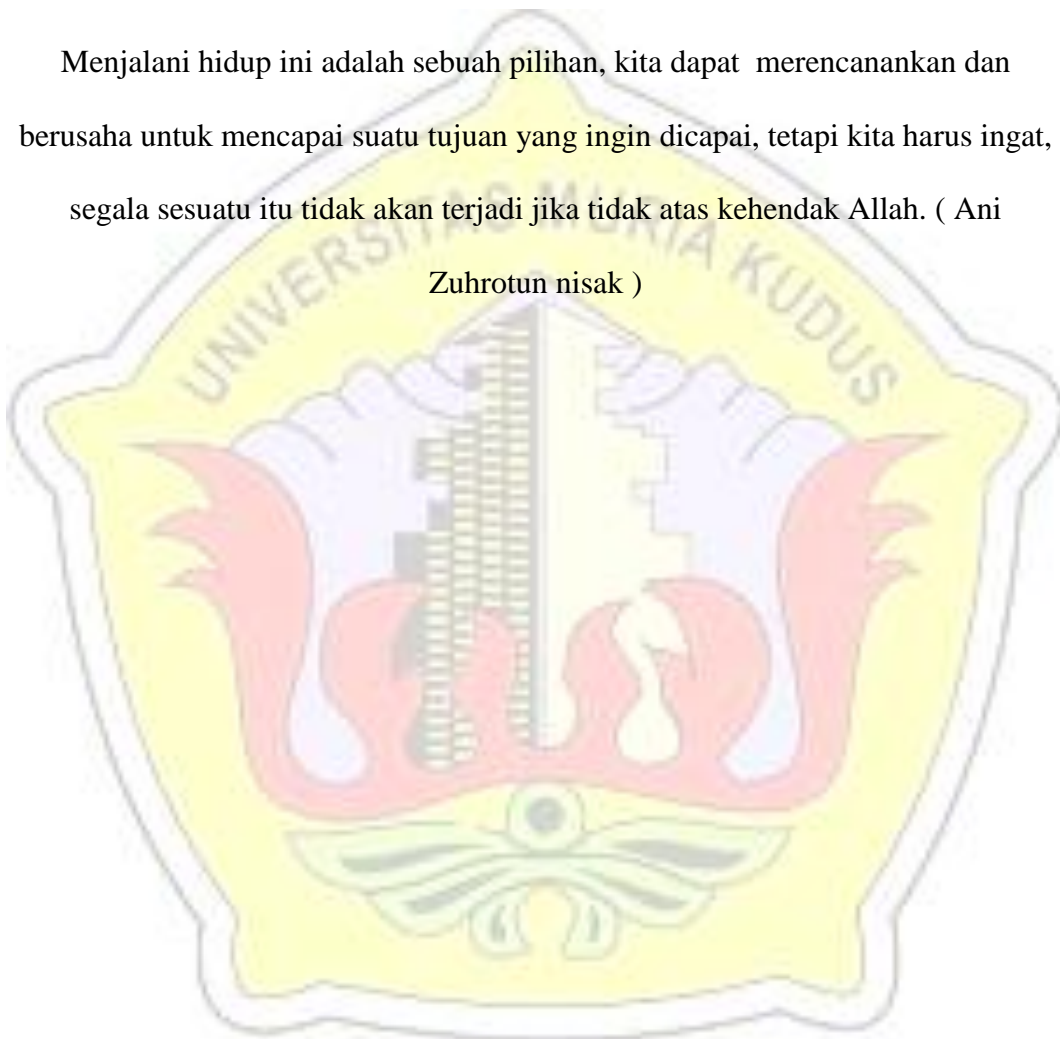 Menjalani hidup ini adalah sebuah pilihan, kita dapat  merencanankan dan
berusaha untuk mencapai suatu tujuan yang ingin dicapai, tetapi kita harus ingat,
segala sesuatu itu tidak akan terjadi jika tidak atas kehendak Allah. ( Ani
Zuhrotun nisak )
UNIVERSITAS MURIA KUDUS